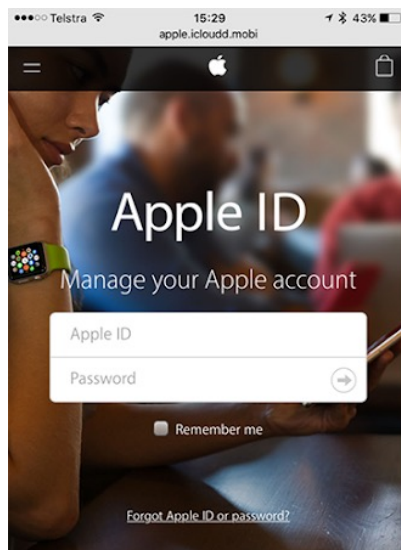 Telstra 15:29 43%
apple.icloudd.mobi
Apple ID
Manage your Apple account
Apple ID
Password
Remember me
Forgot Apple ID or password?